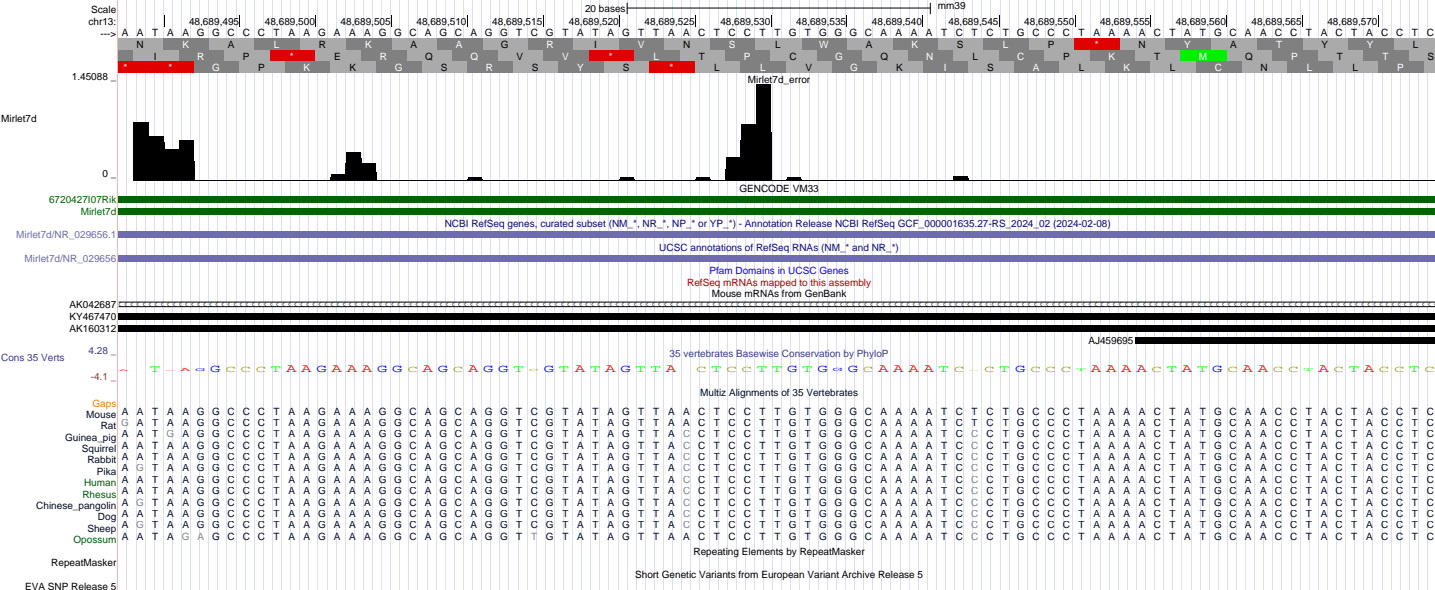 Scale 20 bases mm39
chr13: 48,689,495 48,689,500 48,689,505 48,689,510 48,689,515 48,689,520 48,689,525 48,689,530 48,689,535 48,689,540 48,689,545 48,689,550 48,689,555 48,689,560 48,689,565 48,689,570
---> A A T A A G G C C C T A A G A A A G G C A G C A G G T C G T A T A G T T A A C T C C T T G T G G G C A A A A T C T C T G C C C T A A A A C T A T G C A A C C T A C T A C C T C
N K A L R K A A G R I V N S L W A K S L P * N Y A T Y Y L
I R P * E R Q Q V V * L T P C G Q N L C P K T M Q P T T S
* * G P K K G S R S Y S * L L V G K I S A L K L C N L L P
1.45088 _ Mirlet7d_error
Mirlet7d
0 _
GENCODE VM33
6720427I07Rik
Mirlet7d
NCBI RefSeq genes, curated subset (NM_*, NR_*, NP_* or YP_*) - Annotation Release NCBI RefSeq GCF_000001635.27-RS_2024_02 (2024-02-08)
Mirlet7d/NR_029656.1
UCSC annotations of RefSeq RNAs (NM_* and NR_*)
Mirlet7d/NR_029656
Pfam Domains in UCSC Genes
RefSeq mRNAs mapped to this assembly
Mouse mRNAs from GenBank
AK042687
KY467470
AK160312
AJ459695
4.28 _ 35 vertebrates Basewise Conservation by PhyloP
Cons 35 Verts
T A G G C C C T A A G A A A G G C A G C A G G T G T A T A G T T A C T C C T T G T G G G C A A A A T C C T G C C C T A A A A C T A T G C A A C C T A C T A C C T C
-4.1 _
Multiz Alignments of 35 Vertebrates
Gaps
Mouse A A T A A G G C C C T A A G A A A G G C A G C A G G T C G T A T A G T T A A C T C C T T G T G G G C A A A A T C T C T G C C C T A A A A C T A T G C A A C C T A C T A C C T C
Rat G A T A A G G C C C T A A G A A A G G C A G C A G G T C G T A T A G T T A A C T C C T T G T G G G C A A A A T C T C T G C C C T A A A A C T A T G C A A C C T A C T A C C T C
Guinea_pig A A T G A G G C C C T A A G A A A G G C A G C A G G T C G T A T A G T T A C C T C C T T G T G G G C A A A A T C C C T G C C C T A A A A C T A T G C A A C C T A C T A C C T C
Squirrel A A T A A G G C C C T A A G A A A G G C A G C A G G T C G T A T A G T T A C C T C C T T G T G G G C A A A A T C C C T G C C C T A A A A C T A T G C A A C C T A C T A C C T C
Rabbit A A T A A G G C C C T A A G A A A G G C A G C A G G T C G T A T A G T T A C C T C C T T G T G G G C A A A A T C C C T G C C C T A A A A C T A T G C A A C C T A C T A C C T C
Pika A G T A A G G C C C T A A G A A A G G C A G C A G G T C G T A T A G T T A C C T C C T T G T G G G C A A A A T C C C T G C C C T A A A A C T A T G C A A C C T A C T A C C T C
Human A A T A A G G C C C T A A G A A A G G C A G C A G G T C G T A T A G T T A C C T C C T T G T G G G C A A A A T C C C T G C C C T A A A A C T A T G C A A C C T A C T A C C T C
Rhesus A A T A A G G C C C T A A G A A A G G C A G C A G G T C G T A T A G T T A C C T C C T T G T G G G C A A A A T C C C T G C C C T A A A A C T A T G C A A C C T A C T A C C T C
Chinese_pangolin A G T A A G G C C C T A A G A A A G G C A G C A G G T C G T A T A G T T A C C T C C T T G T G G G C A A A A T C C C T G C C C T A A A A C T A T G C A A C C T A C T A C C T C
Dog A A T A A G G C C C T A A G A A A G G C A G C A G G T C G T A T A G T T A C C T C C T T G T G G G C A A A A T C C C T G C C C T A A A A C T A T G C A A C C T A C T A C C T C
Sheep A G T A A G G C C C T A A G A A A G G C A G C A G G T C G T A T A G T T A C C T C C T T G T G G G C A A A A T C C C T G C C C T A A A A C T A T G C A A C C T A C T A C C T C
Opossum A A T A G A G C C C T A A G A A A G G C A G C A G G T T G T A T A G T T A A C T C C T T G T G G G C A A A A T C C C T G C C C T A A A A C T A T G C A A C C T A C T A C C T C
Repeating Elements by RepeatMasker
RepeatMasker
Short Genetic Variants from European Variant Archive Release 5
EVA SNP Release 5